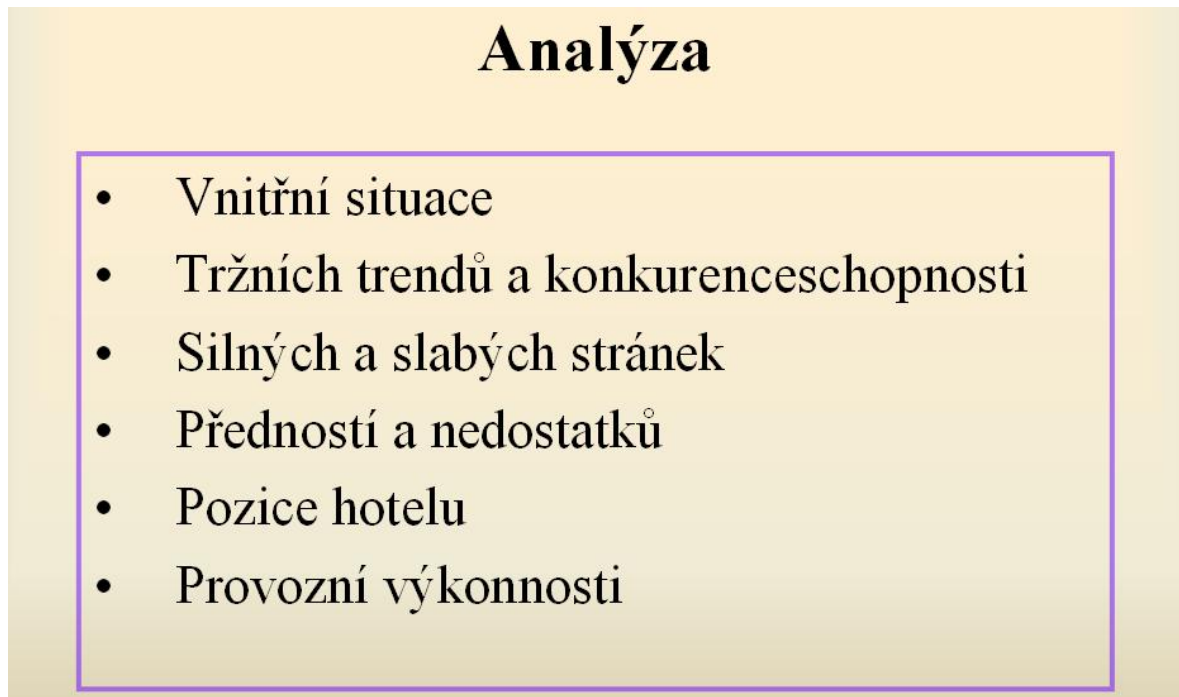 Analýza
• Vnitřní situace
• Tržních trendů a konkurenceschopnosti
• Silných a slabých stránek
• Předností a nedostatků
• Pozice hotelu
• Provozní výkonnosti